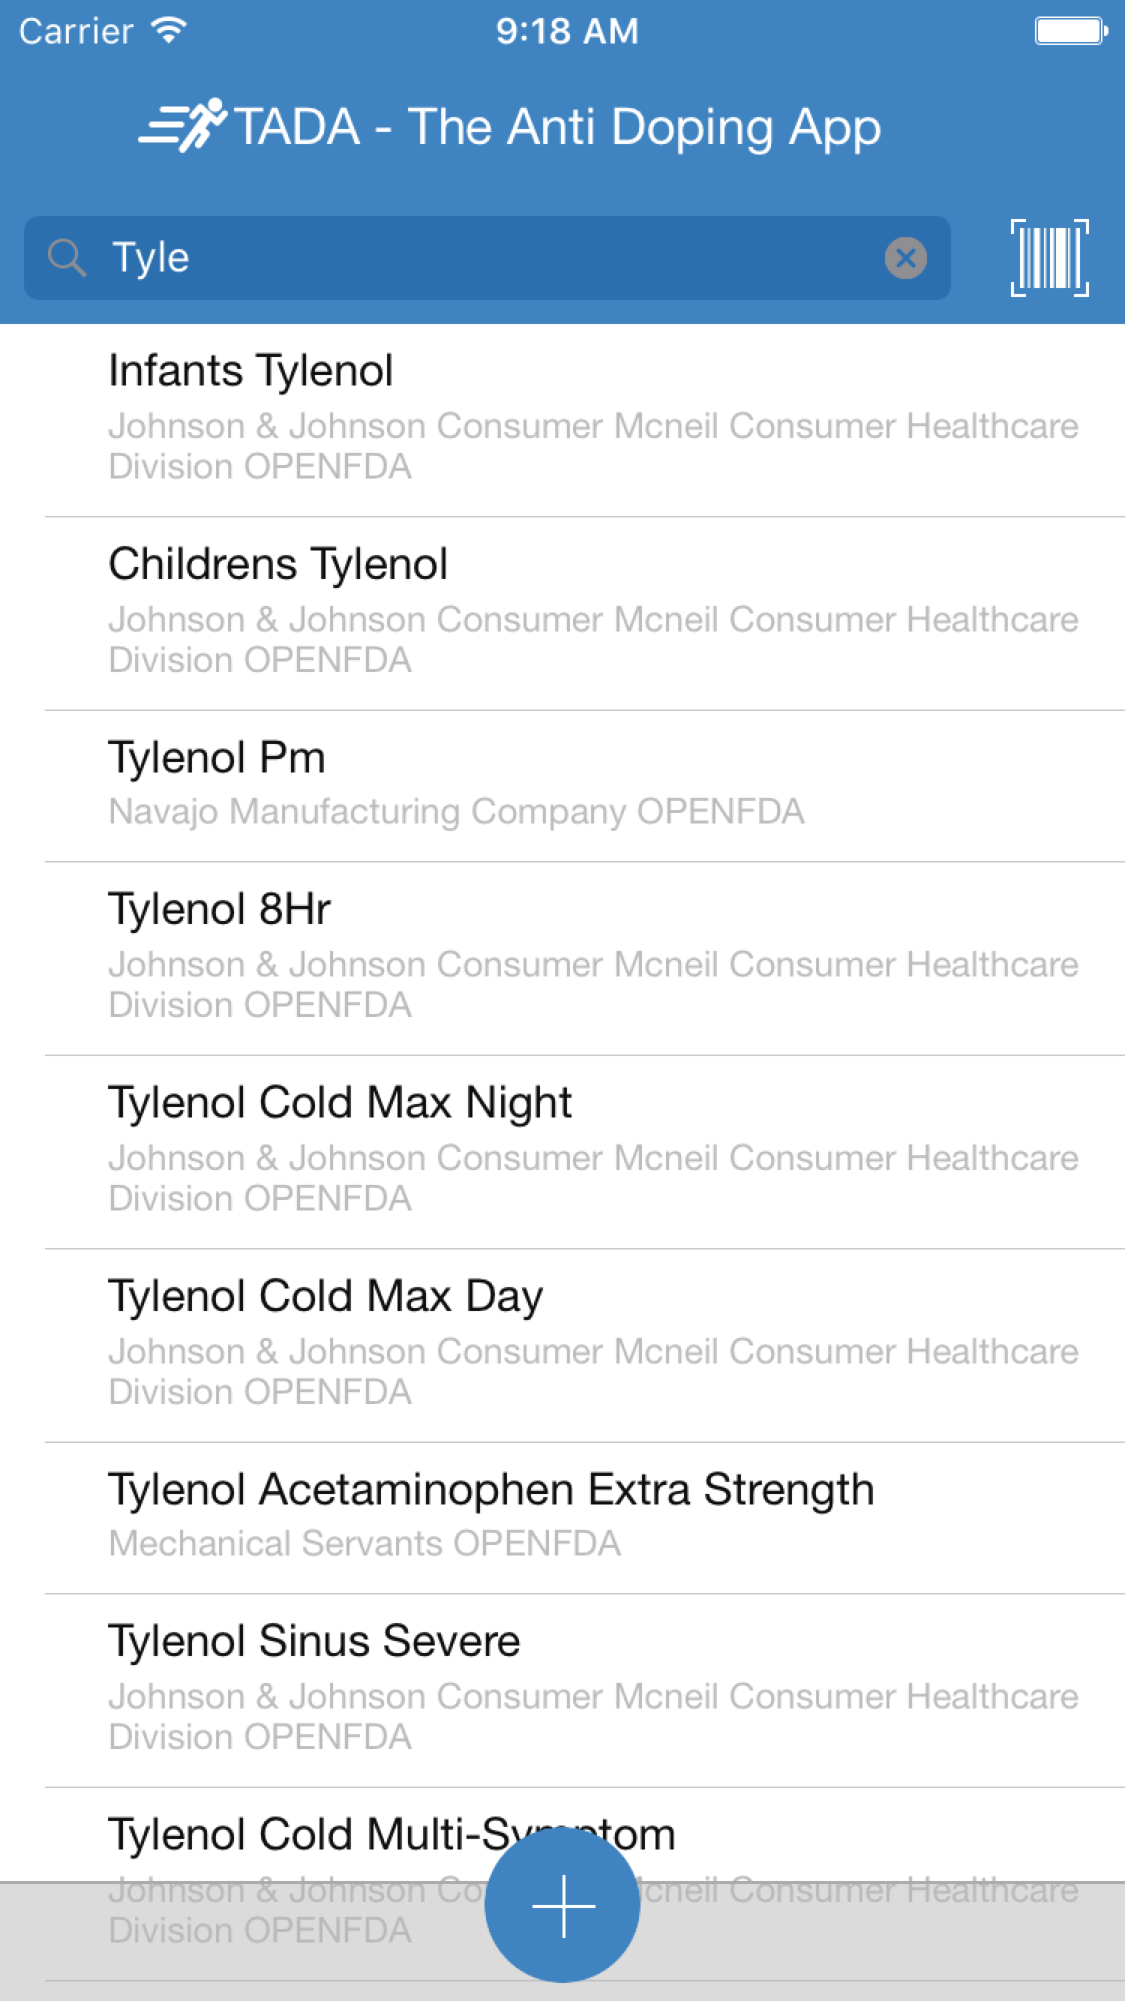 Carrier
9:18 AM
TADA - The Anti Doping App
Tyle
Infants Tylenol
Johnson & Johnson Consumer Mcneil Consumer Healthcare
Division OPENFDA
Childrens Tylenol
Johnson & Johnson Consumer Mcneil Consumer Healthcare
Division OPENFDA
Tylenol Pm
Navajo Manufacturing Company OPENFDA
Tylenol 8Hr
Johnson & Johnson Consumer Mcneil Consumer Healthcare
Division OPENFDA
Tylenol Cold Max Night
Johnson & Johnson Consumer Mcneil Consumer Healthcare
Division OPENFDA
Tylenol Cold Max Day
Johnson & Johnson Consumer Mcneil Consumer Healthcare
Division OPENFDA
Tylenol Acetaminophen Extra Strength
Mechanical Servants OPENFDA
Tylenol Sinus Severe
Johnson & Johnson Consumer Mcneil Consumer Healthcare
Division OPENFDA
Tylenol Cold Multi-Symptom
Johnson & Johnson Consumer Healthcare
Division OPENFDA